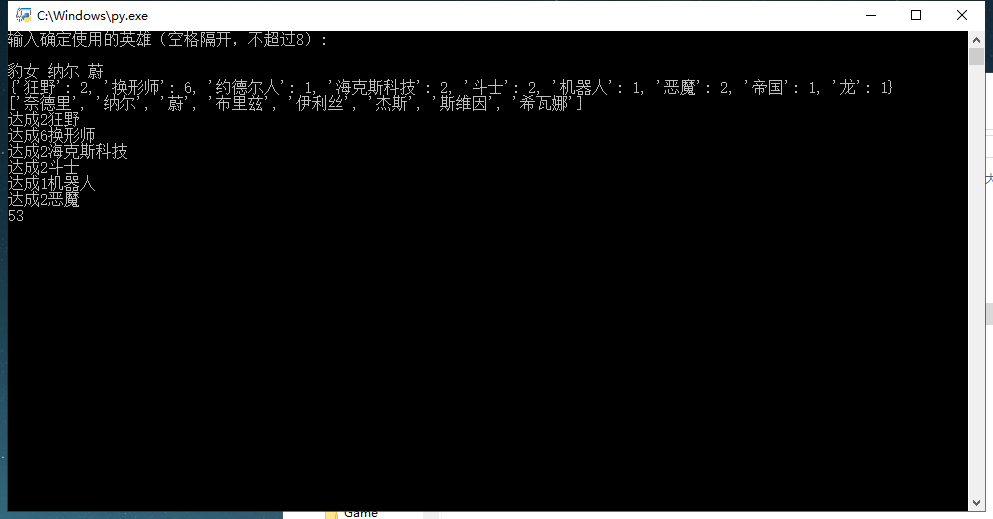 C:\Windows\py.exe
输入确定使用的英雄（空格隔开，不超过8）：
豹女 纳尔 蔚
{'狂野': 2, '换形师': 6, '约德尔人': 1, '海克斯科技': 2, '斗士': 2, '机器人': 1, '恶魔': 2, '帝国': 1, '龙': 1}
['奈德里', '纳尔', '蔚', '布里兹', '伊利丝', '杰斯', '斯维因', '希瓦娜']
达成2狂野
达成6换形师
达成2海克斯科技
达成2斗士
达成1机器人
达成2恶魔
53
Game